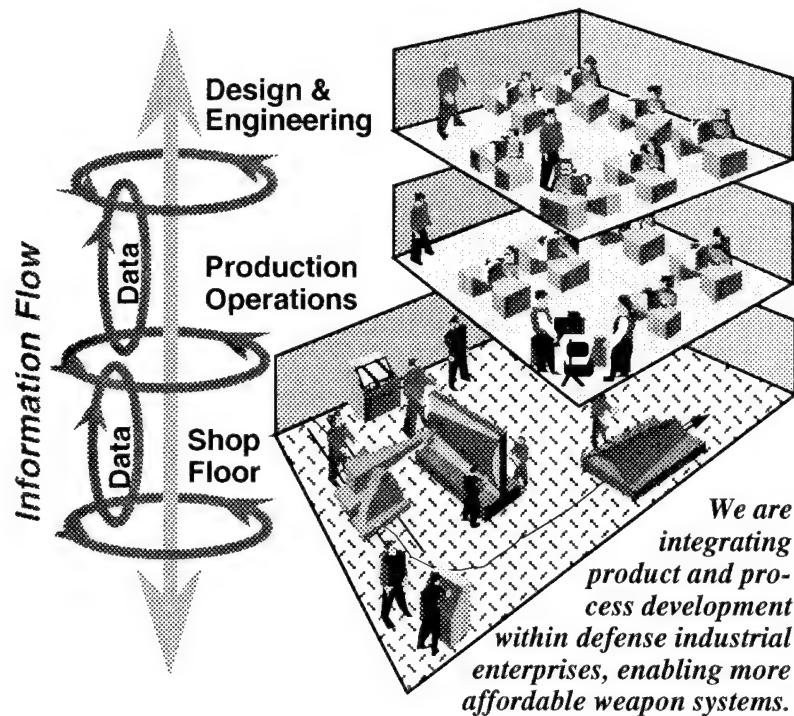 Design &
Engineering
Data
Production
Operations
Information Flow
Data
Shop
Floor
We are
integrating
product and pro-
cess development
within defense industrial
enterprises, enabling more
affordable weapon systems.